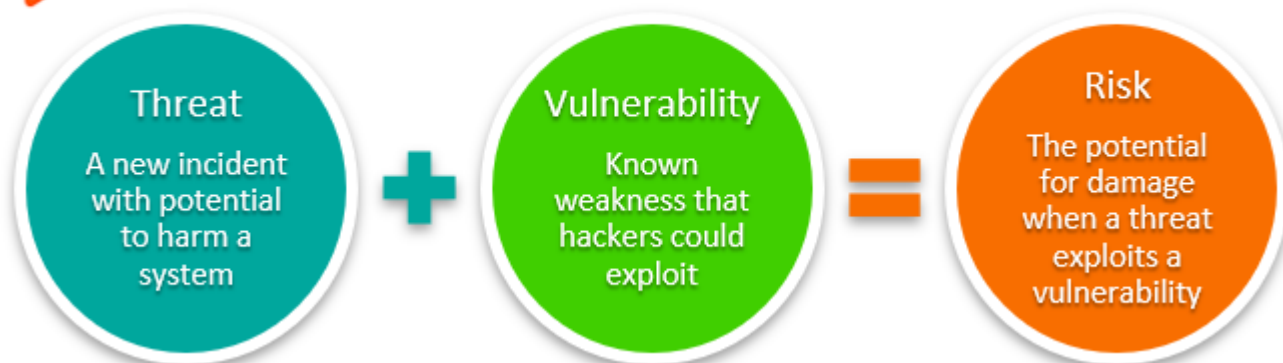 Threat
A new incident
with potential
to harm a
system
Vulnerability
Known
weakness that
hackers could
exploit
Risk
The potential
for damage
when a threat
exploits a
vulnerability